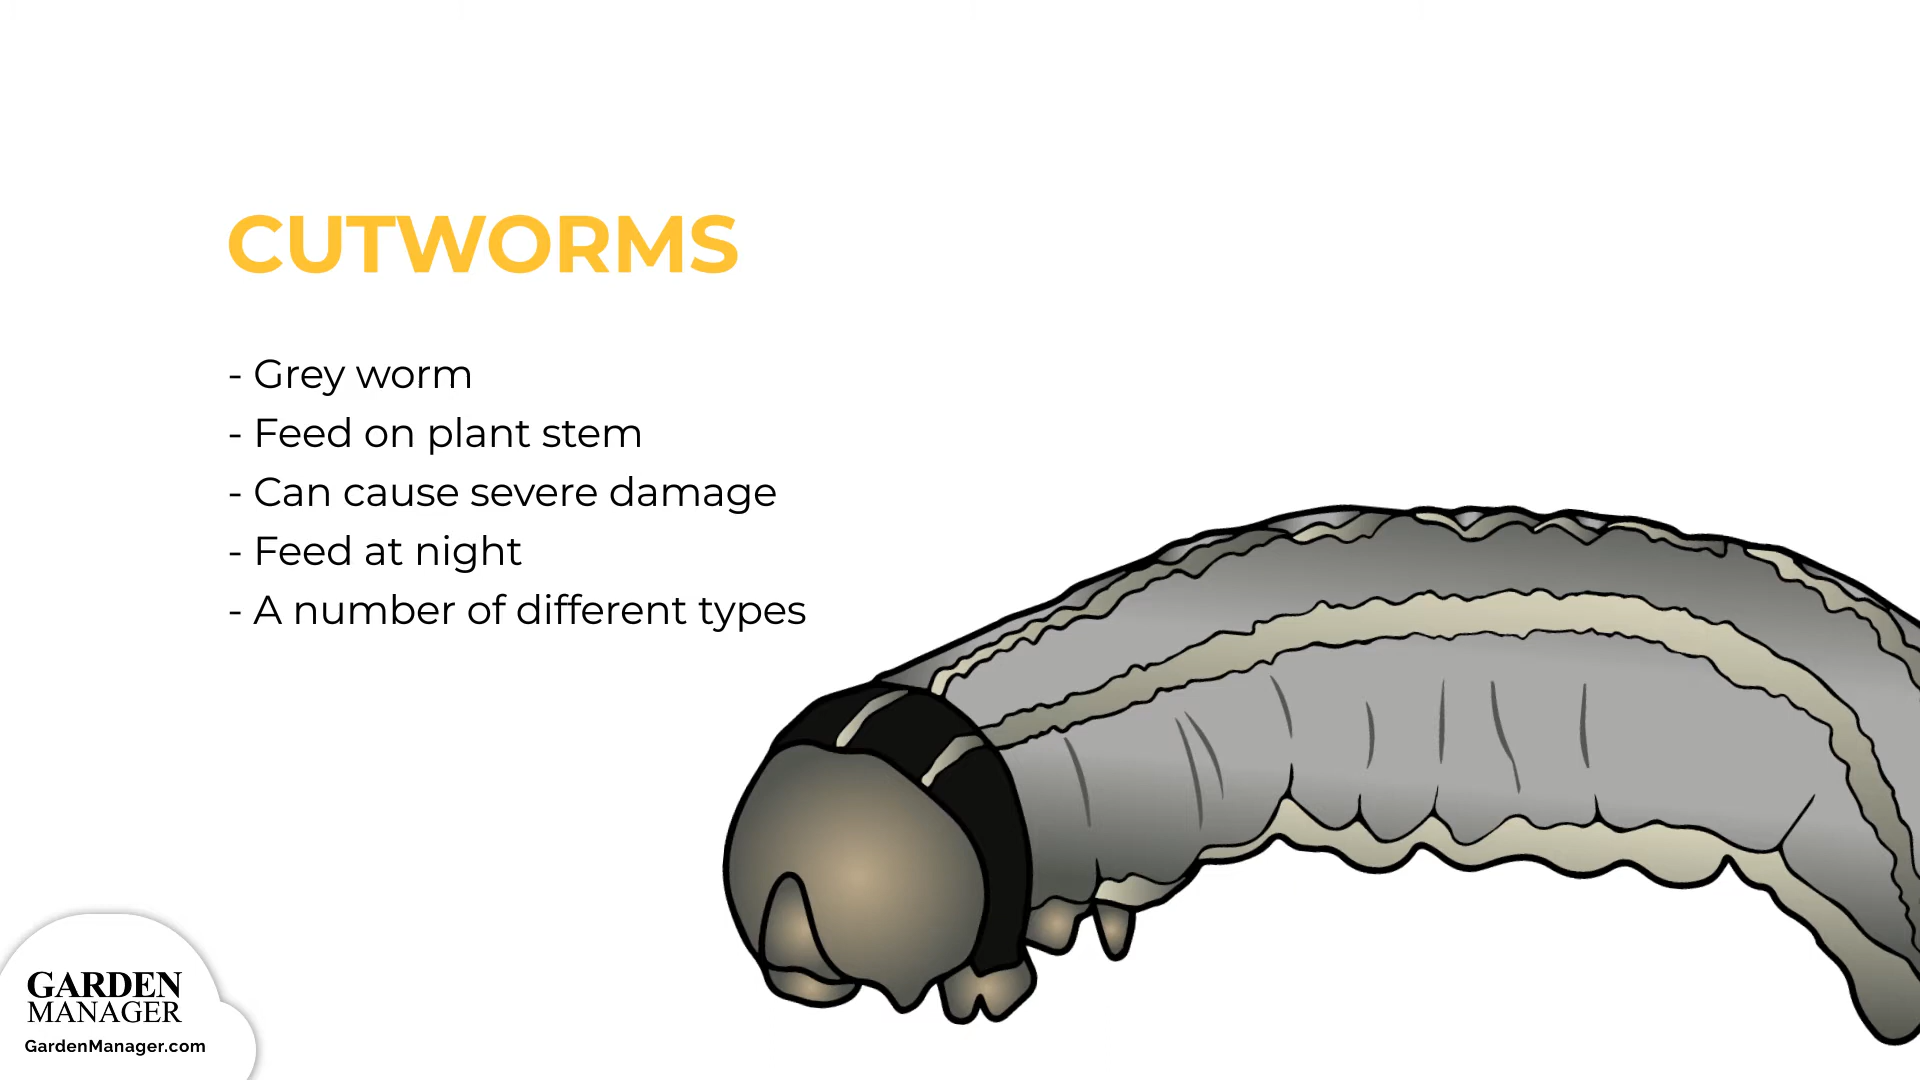 CUTWORMS
- Grey worm
- Feed on plant stem
- Can cause severe damage
- Feed at night
- A number of different types
GARDEN
MANAGER
GardenManager.com